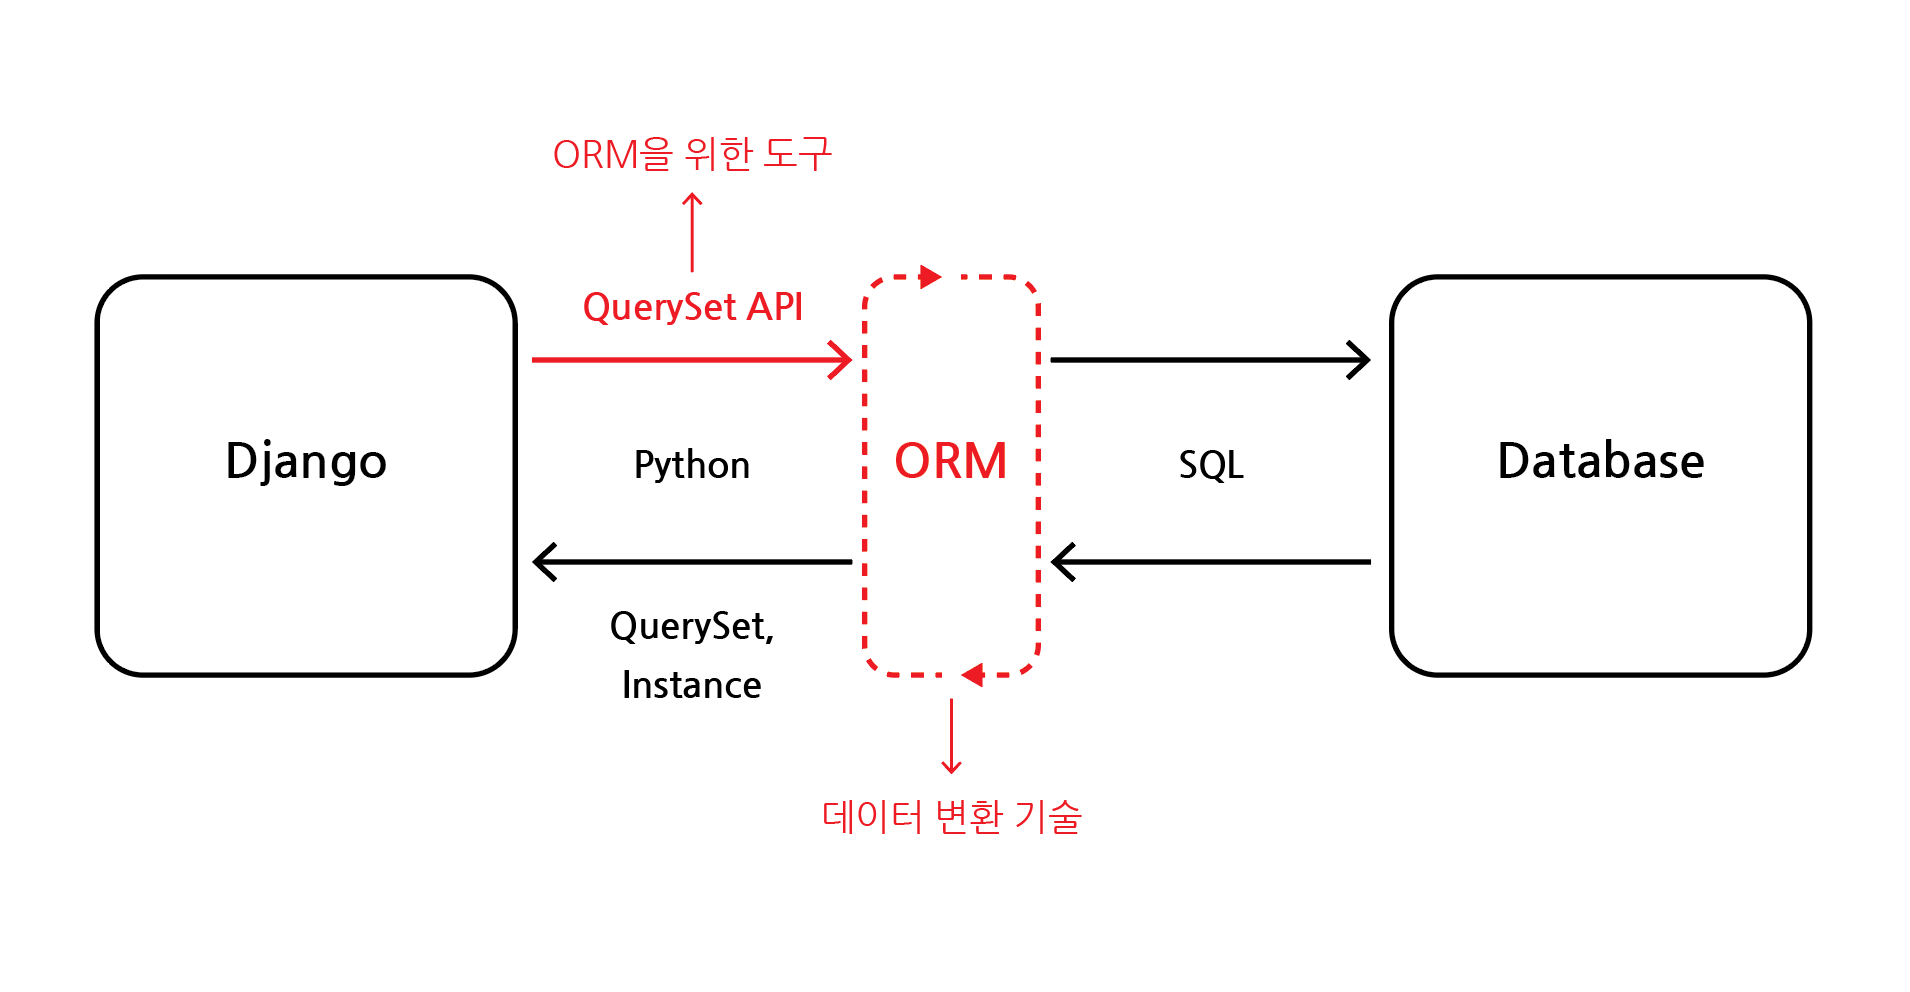 ORM을 위한 도구
QuerySet API
Django
Python
ORM
SQL
Database
QuerySet,
Instance
데이터 변환 기술